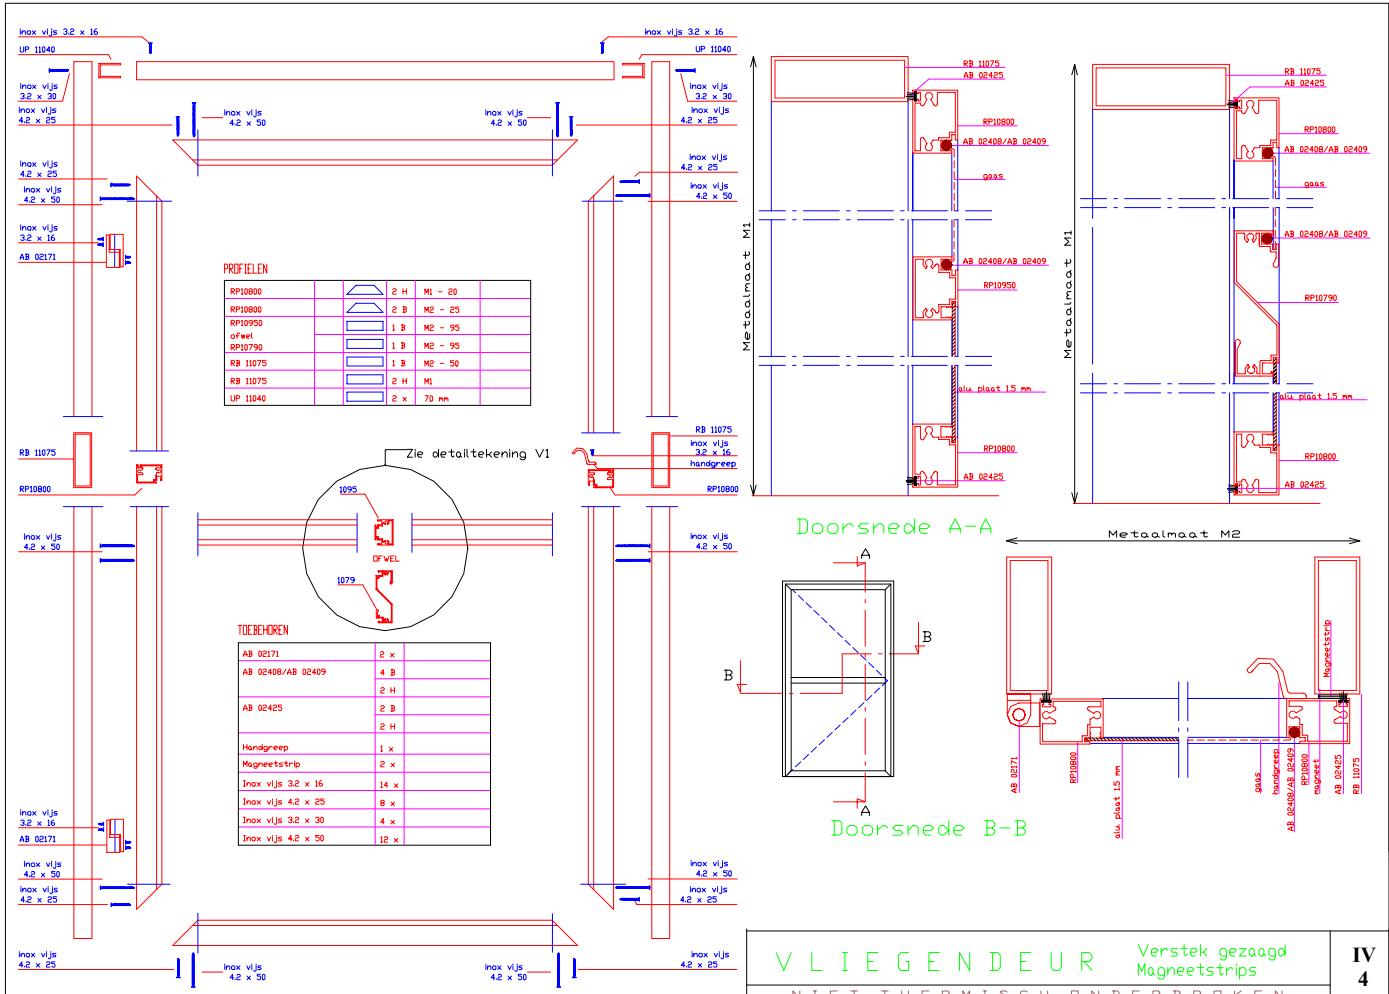 inox vijs 3.2 x 16
UP 11040
inox vijs
3.2 x 30
inox vijs
4.2 x 25
inox vijs
4.2 x 50
inox vijs
4.2 x 50
inox vijs 3.2 x 16
UP 11040
inox vijs
3.2 x 30
inox vijs
4.2 x 25
inox vijs
4.2 x 25
inox vijs
4.2 x 50
inox vijs
3.2 x 16
AB 02171
inox vijs
4.2 x 25
inox vijs
4.2 x 50
PROFIELEN
RP10800 2 H M1 - 20
RP10800 2 B M2 - 25
RP10950 1 B M2 - 95
ofwel
RP10790 1 B M2 - 95
RB 11075 1 B M2 - 50
RB 11075 2 H M1
UP 11040 2 x 70 mm
RB 11075
RP10800
RB 11075
inox vijs
3.2 x 16
handgreep
RP10800
Zie detailtekening V1
1095
OFWEL
1079
inox vijs
4.2 x 50
inox vijs
4.2 x 50
TOEBEHOREN
AB 02171 2 x
AB 02408/AB 02409 4 B
2 H
AB 02425 2 B
2 H
Handgreep 1 x
Magneetstrip 2 x
Inox vijs 3.2 x 16 14 x
Inox vijs 4.2 x 25 8 x
Inox vijs 3.2 x 30 4 x
Inox vijs 4.2 x 50 12 x
inox vijs
3.2 x 16
AB 02171
inox vijs
4.2 x 50
inox vijs
4.2 x 25
inox vijs
4.2 x 50
inox vijs
4.2 x 25
inox vijs
4.2 x 25
inox vijs
4.2 x 50
inox vijs
4.2 x 50
inox vijs
4.2 x 25
Metaalmaat M1
RB 11075
AB 02425
RP10800
AB 02408/AB 02409
gaas
AB 02408/AB 02409
RP10950
alu. plaat 1.5 mm
RP10800
AB 02425
Doorsnede A-A
Metaalmaat M1
RB 11075
AB 02425
RP10800
AB 02408/AB 02409
gaas
AB 02408/AB 02409
RP10790
alu. plaat 1.5 mm
RP10800
AB 02425
A
B
B
A
Doorsnede B-B
Metaalmaat M2
Magneetstrip
AB 02171
RP10800
alu. plaat 1.5 mm
gaas
handgreep
AB 02408/AB 02409
RP10800
magneet
AB 02425
RB 11075
VLIEGENDEUR
Verstek gezaagd
Magneetstrips
IV
4
NIET THERMISCH ONDERBROKEN